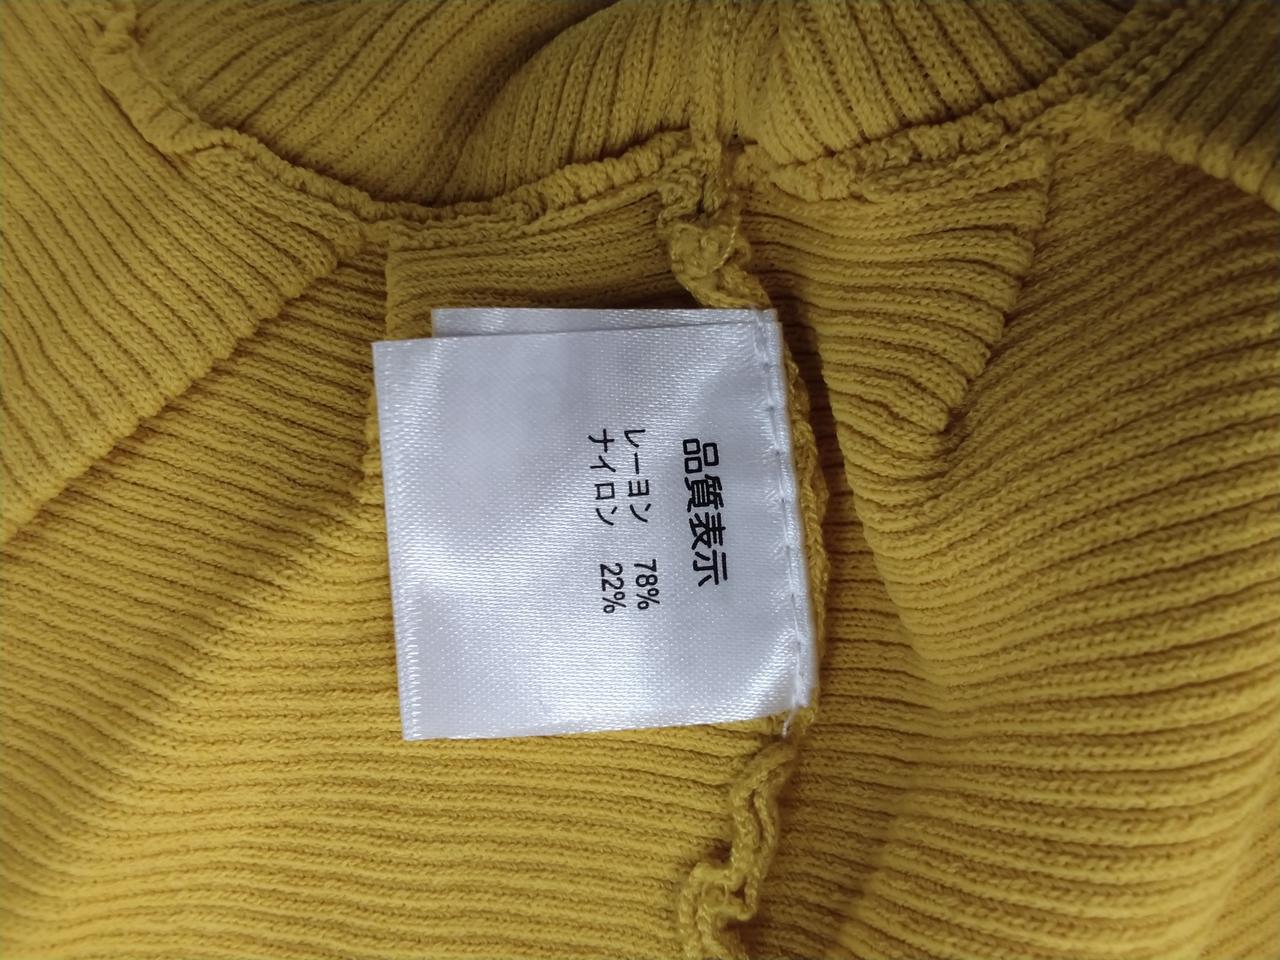 品質表示
レーヨン 78%
ナイロン 22%